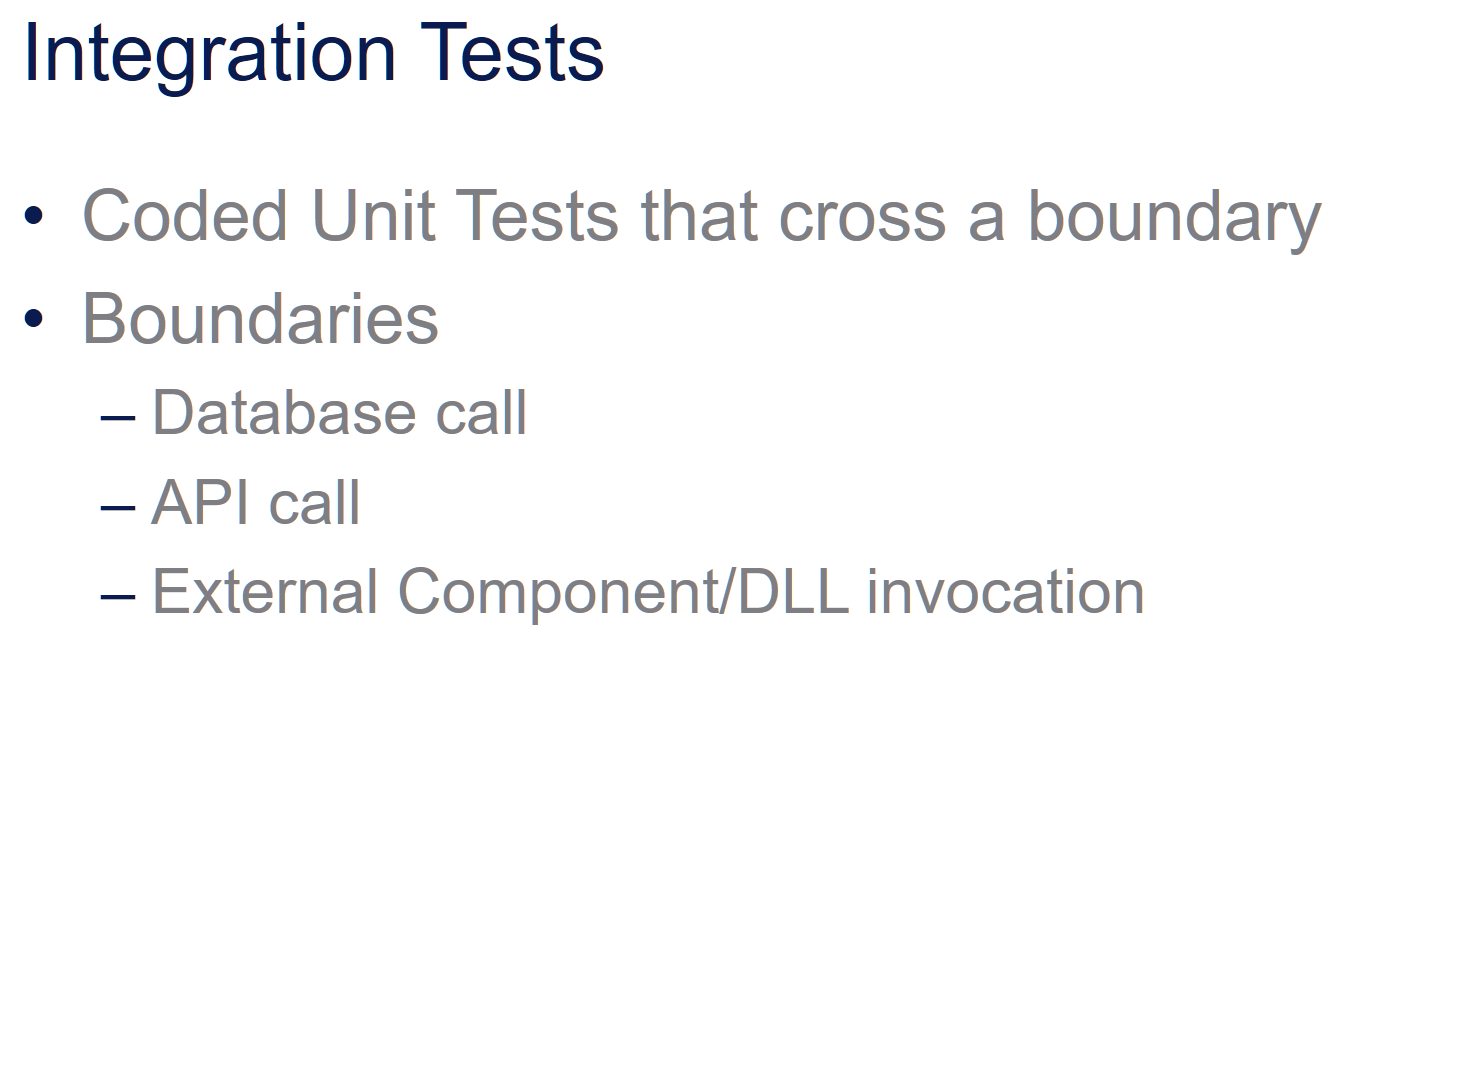 Integration Tests
• Coded Unit Tests that cross a boundary
• Boundaries
– Database call
– API call
– External Component/DLL invocation